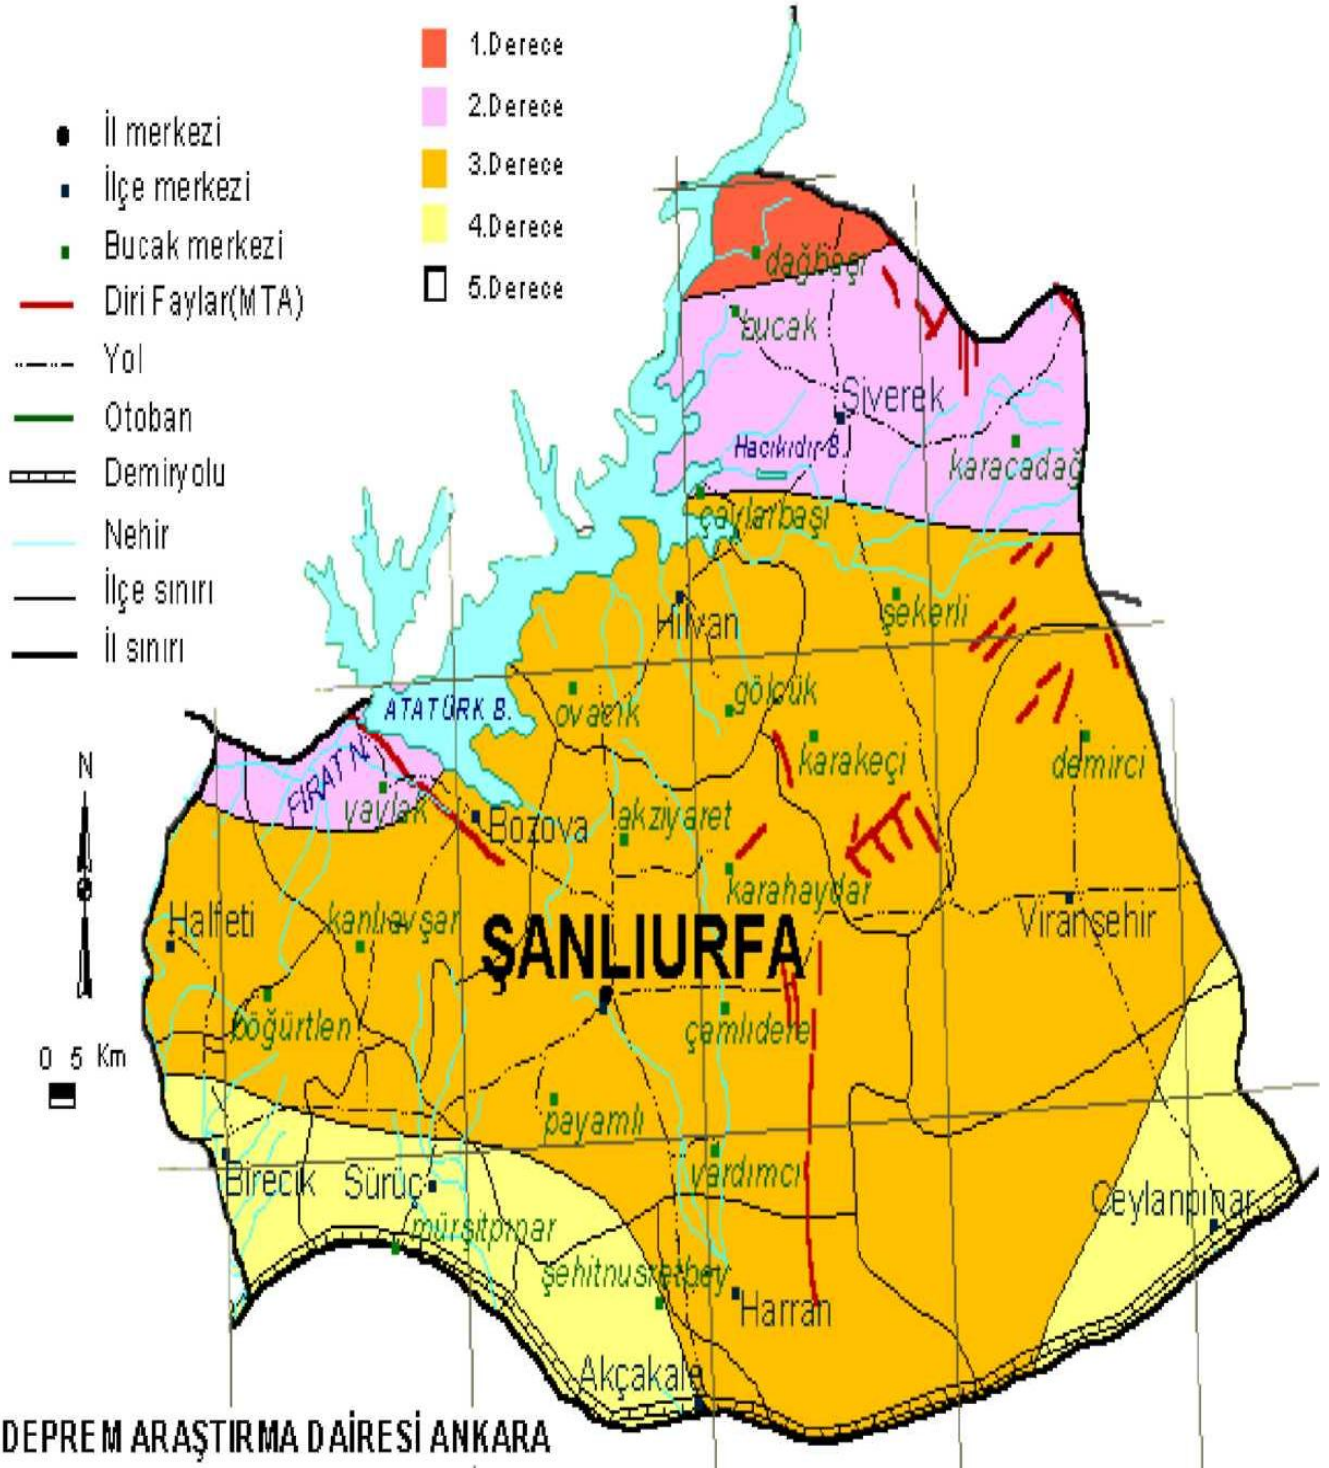 1.Derece
2.Derece
3.Derece
4.Derece
5.Derece
İl merkezi
İlçe merkezi
Bucak merkezi
Diri Faylar(MTA)
Yol
Otoban
Demiryolu
Nehir
İlçe sınırı
İl sınırı
dağbaşı
bucak
Siverek
Hacıkıdır B.
karacadağ
çaylarbaşı
Hilvan
şekerli
ATATÜRK B.
ovacık
gölcük
karakeçi
demirci
N
FIRAT N.
yaylak
Bozova
akziyaret
karahaydar
Halfeti
kanlıavşar
ŞANLIURFA
Viranşehir
böğürtlen
çamlıdere
0 5 Km
payamlı
yardımcı
Birecik
Sürüç
Ceylanpınar
mürşitpınar
şehitnusretbey
Harran
Akçakale
DEPREM ARAŞTIRMA DAİRESİ ANKARA